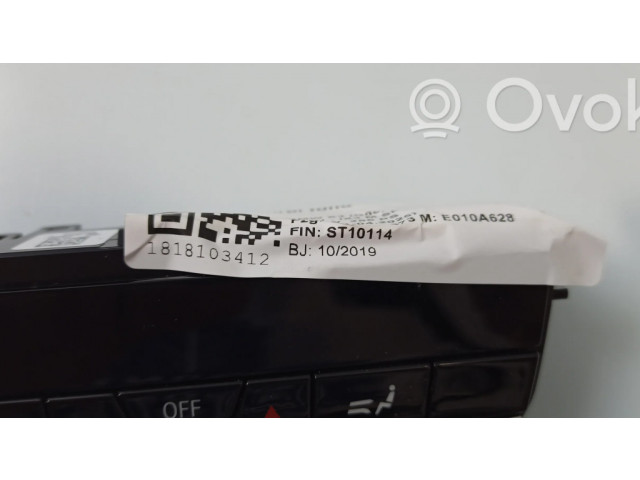 Ovok
M: E010A628
FIN: ST10114
1818103412
BJ: 10/2019
OFF